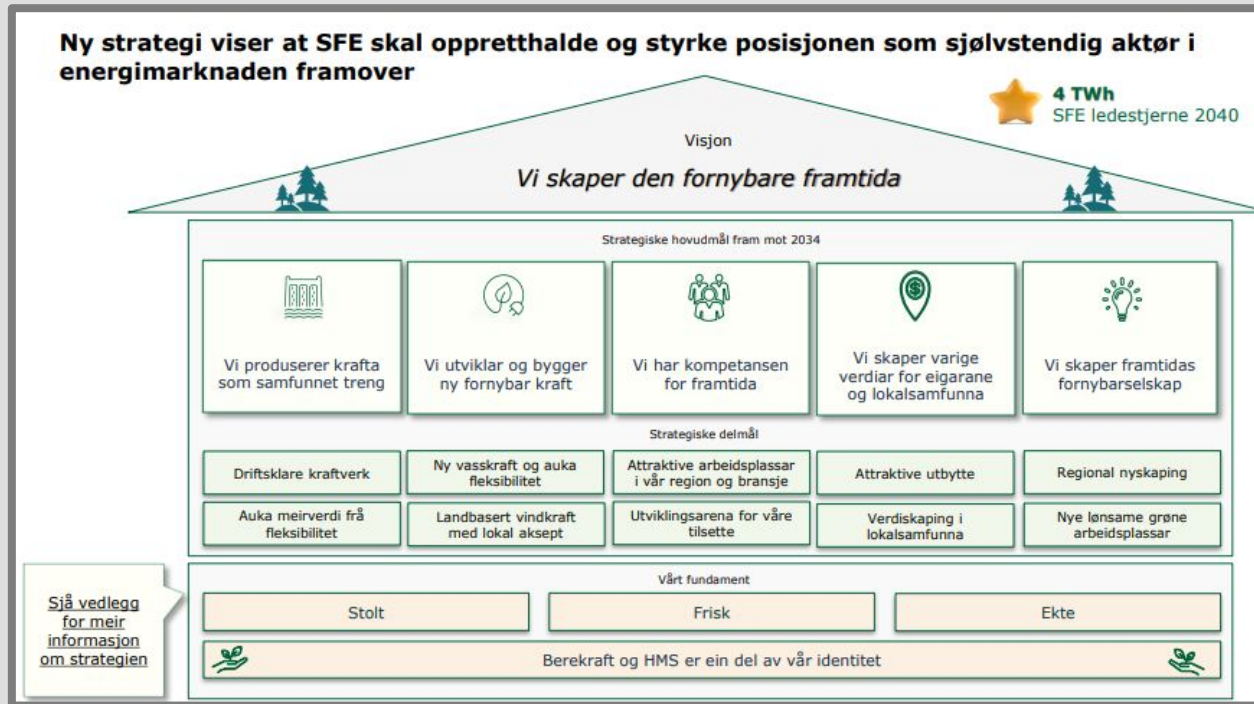 Ny strategi viser at SFE skal oppretthalde og styrke posisjonen som sjølvstendig aktør i
energimarknaden framover
4 TWh
SFE ledestjerne 2040
Visjon
Vi skaper den fornybare framtida
Strategiske hovudmål fram mot 2034
Vi produserer krafta
som samfunnet treng
Vi utviklar og bygger
ny fornybar kraft
Vi har kompetansen
for framtida
Vi skaper varige
verdiar for eigarane
og lokalsamfunna
Vi skaper framtidas
fornybarselskap
Strategiske delmål
Driftsklare kraftverk
Ny vasskraft og auka
fleksibilitet
Attraktive arbeidsplassar
i vår region og bransje
Attraktive utbytte
Regional nyskaping
Auka meirverdi frå
fleksibilitet
Landbasert vindkraft
med lokal aksept
Utviklingsarena for våre
tilsette
Verdiskaping i
lokalsamfunna
Nye lønsame grøne
arbeidsplassar
Sjå vedlegg
for meir
informasjon
om strategien
Vårt fundament
Stolt
Frisk
Ekte
Berekraft og HMS er ein del av vår identitet